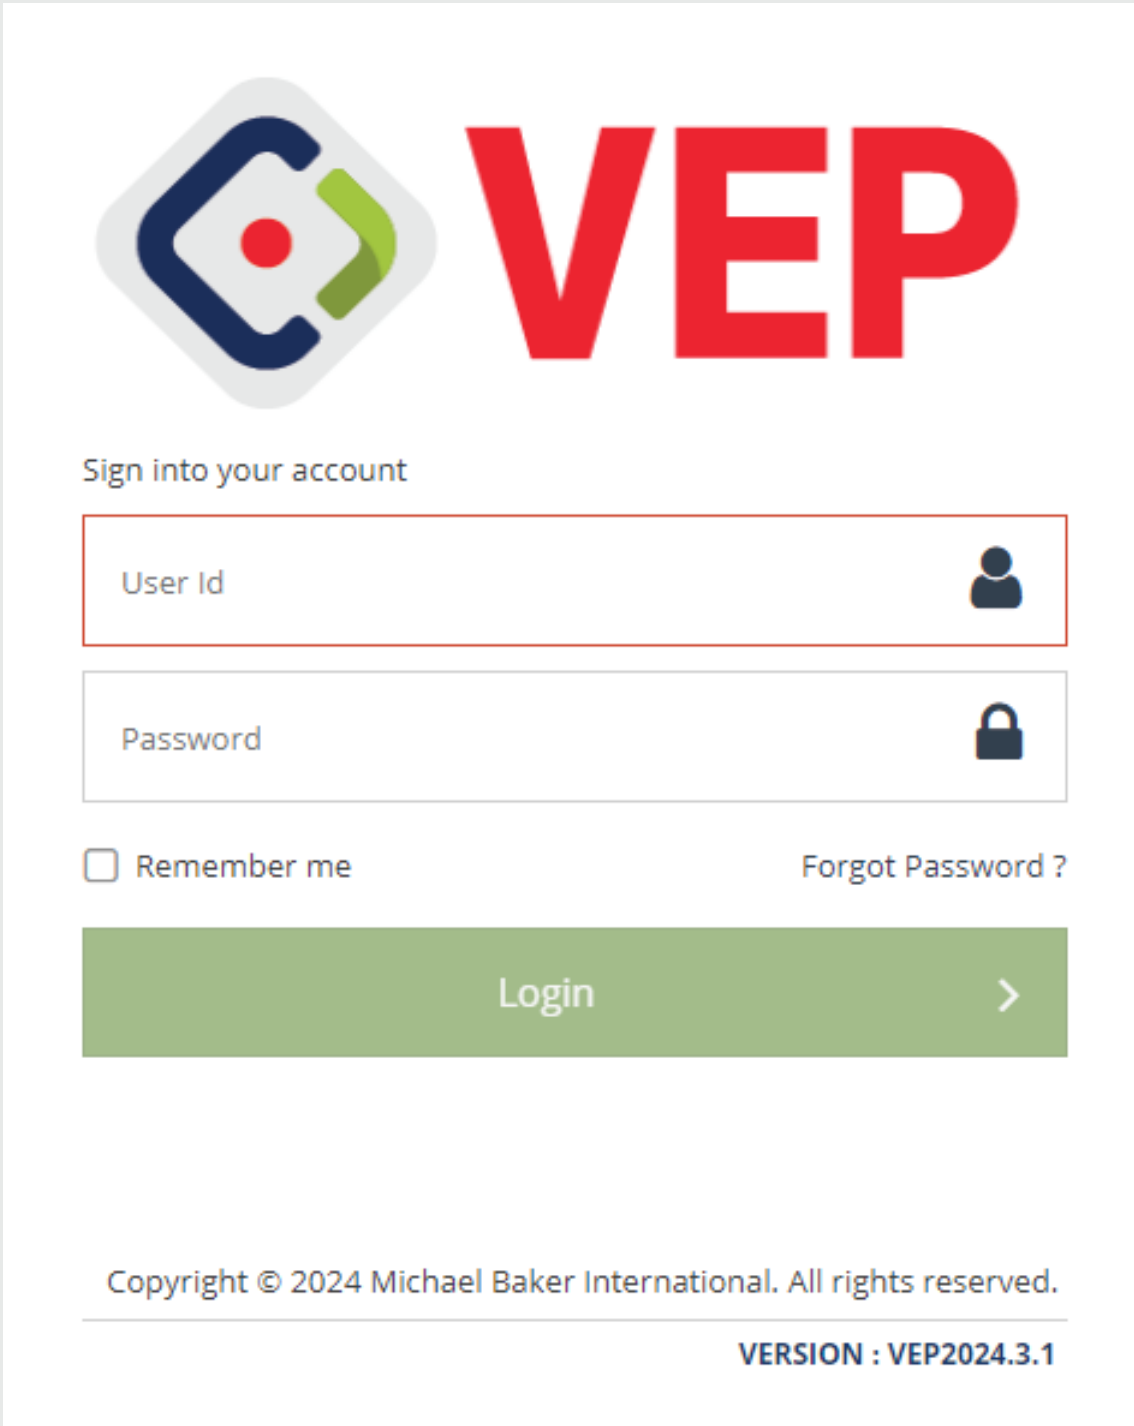 VEP
Sign into your account
User Id
Password
Remember me
Forgot Password ?
Login
Copyright © 2024 Michael Baker International. All rights reserved.
VERSION : VEP2024.3.1